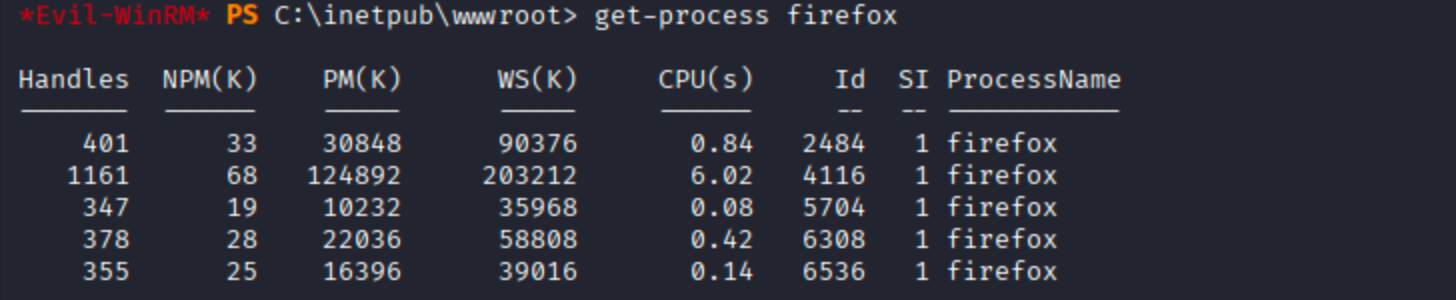 *Evil-WinRM* PS C:\inetpub\wwwroot> get-process firefox
Handles NPM(K) PM(K) WS(K) CPU(s) Id SI ProcessName
------- ------ ----- ----- ------ -- -- -----------
401 33 30848 90376 0.84 2484 1 firefox
1161 68 124892 203212 6.02 4116 1 firefox
347 19 10232 35968 0.08 5704 1 firefox
378 28 22036 58808 0.42 6308 1 firefox
355 25 16396 39016 0.14 6536 1 firefox